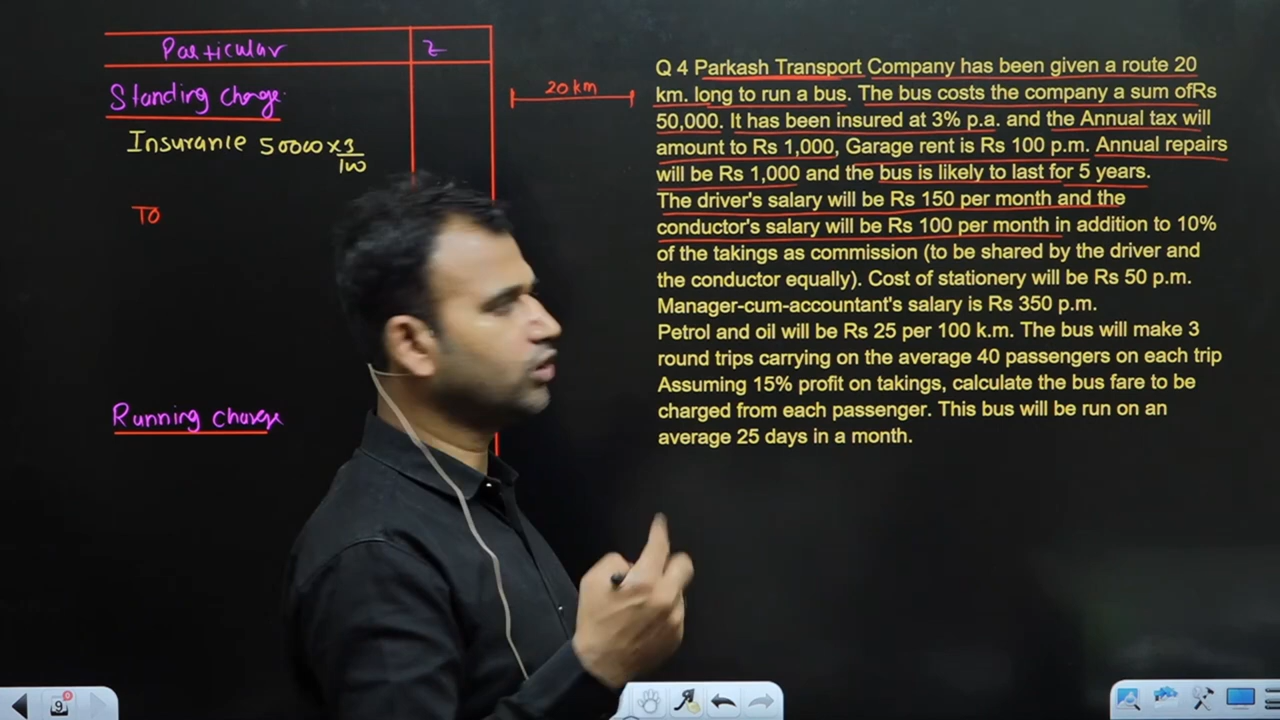 Particular ₹
Standing charge
Insurance 50000 × 3/100
TO
Running charge
20 km
Q 4 Parkash Transport Company has been given a route 20
km. long to run a bus. The bus costs the company a sum ofRs
50,000. It has been insured at 3% p.a. and the Annual tax will
amount to Rs 1,000, Garage rent is Rs 100 p.m. Annual repairs
will be Rs 1,000 and the bus is likely to last for 5 years.
The driver's salary will be Rs 150 per month and the
conductor's salary will be Rs 100 per month in addition to 10%
of the takings as commission (to be shared by the driver and
the conductor equally). Cost of stationery will be Rs 50 p.m.
Manager-cum-accountant's salary is Rs 350 p.m.
Petrol and oil will be Rs 25 per 100 k.m. The bus will make 3
round trips carrying on the average 40 passengers on each trip
Assuming 15% profit on takings, calculate the bus fare to be
charged from each passenger. This bus will be run on an
average 25 days in a month.
9